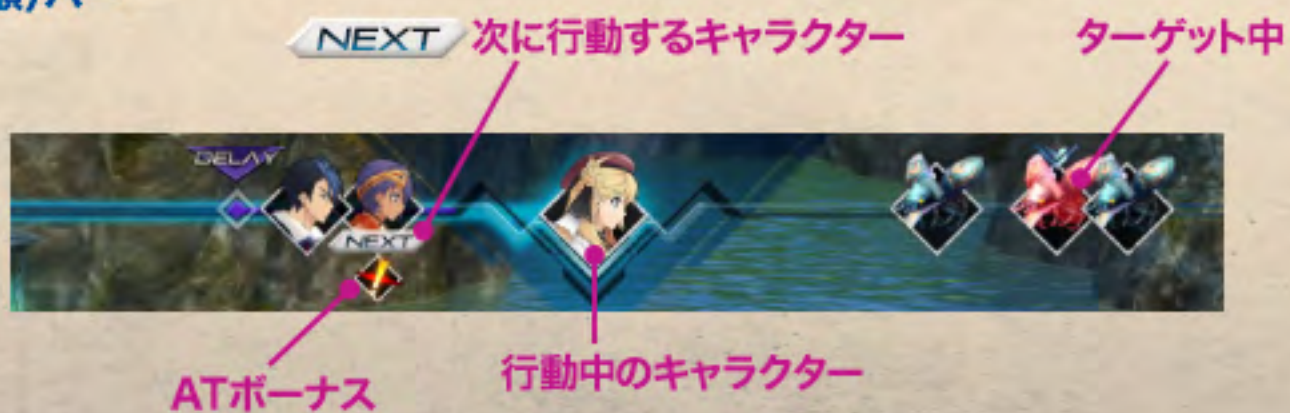 NEXT 次に行動するキャラクター
ターゲット中
DELAY
NEXT
ATボーナス
行動中のキャラクター